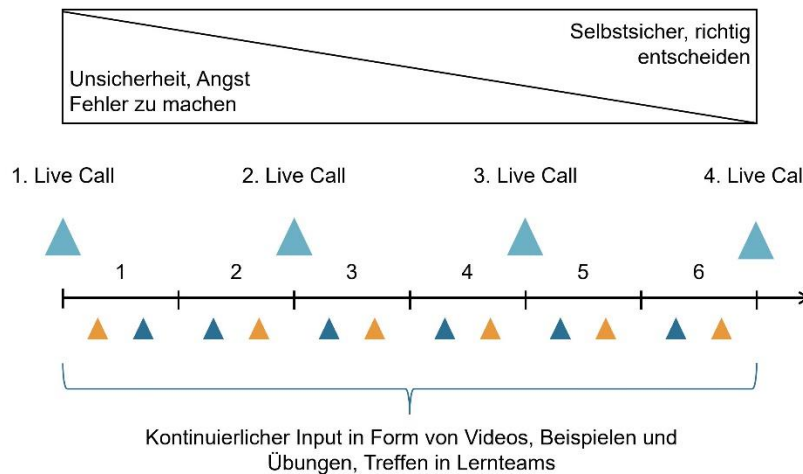 Selbstsicher, richtig
entscheiden
Unsicherheit, Angst
Fehler zu machen
1. Live Call
2. Live Call
3. Live Call
4. Live Cal
1
2
3
4
5
6
Kontinuierlicher Input in Form von Videos, Beispielen und
Übungen, Treffen in Lernteams